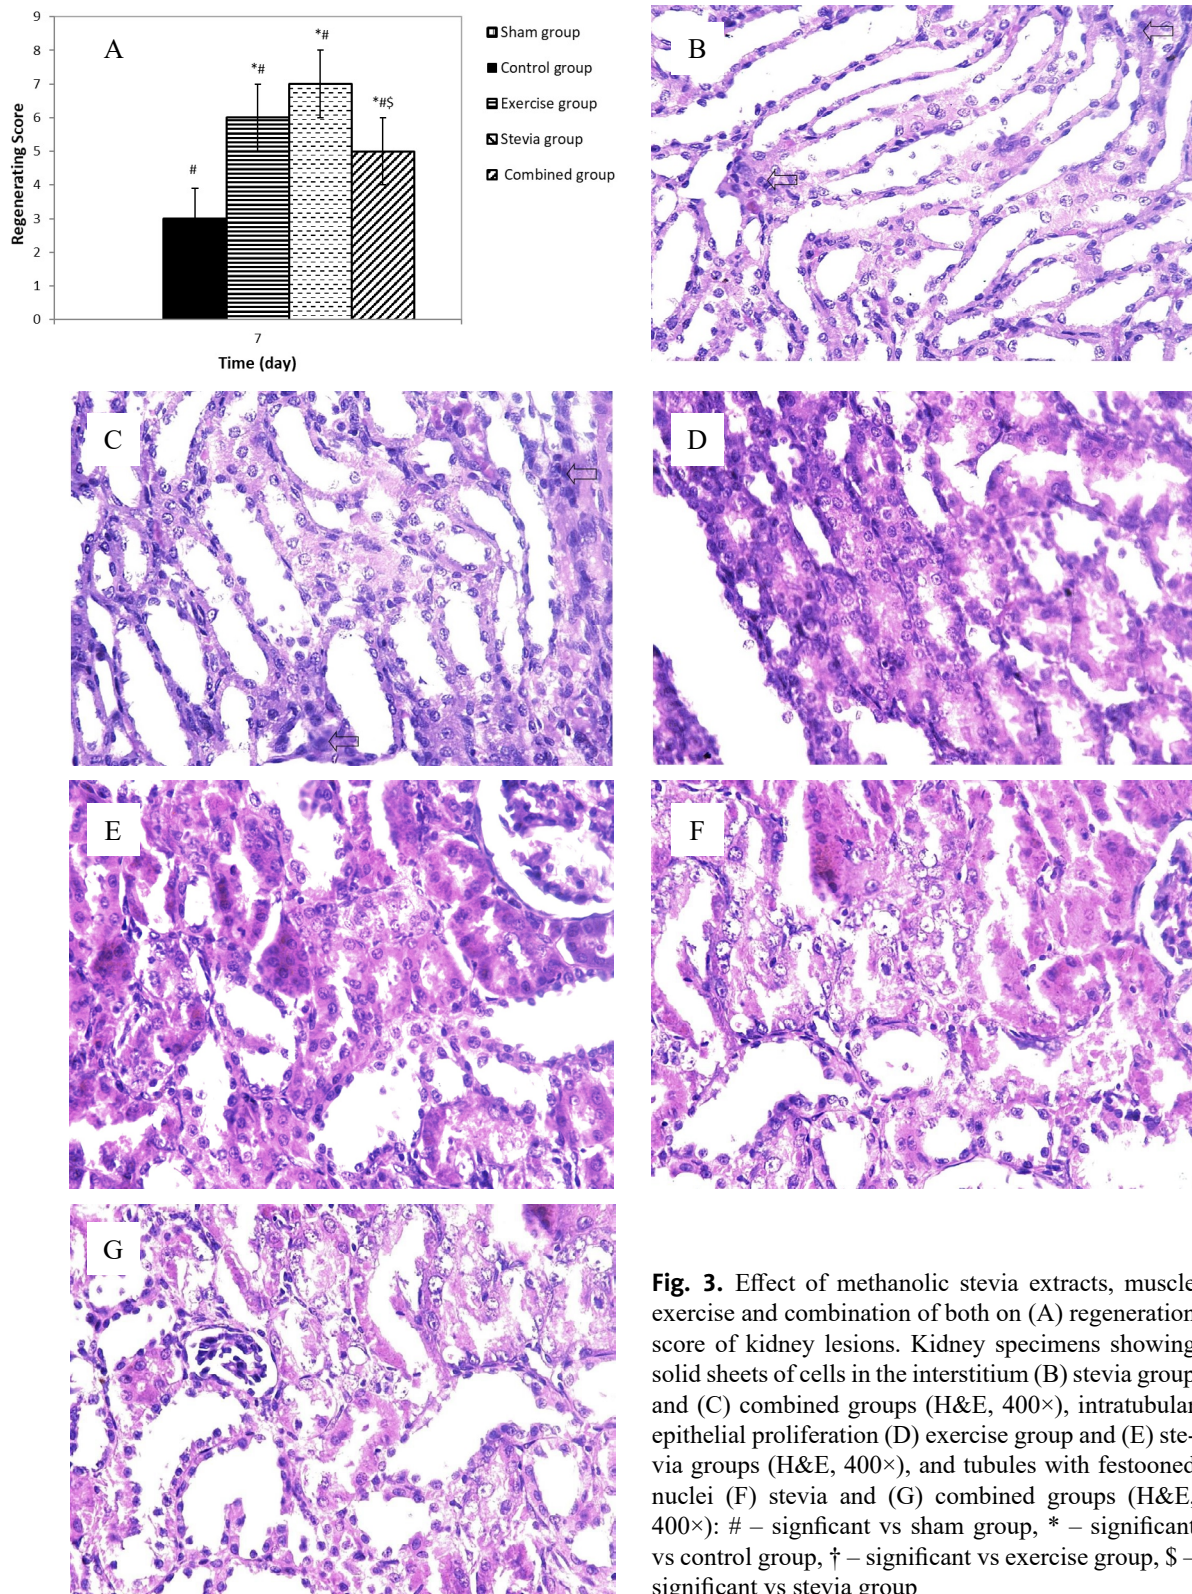 A
9
8
7
6
5
4
3
2
1
0
Regenerating Score
#
*#
*#
*#$
7
Time (day)
Sham group
Control group
Exercise group
Stevia group
Combined group
B
C
D
E
F
G
Fig. 3. Effect of methanolic stevia extracts, muscle
exercise and combination of both on (A) regeneration
score of kidney lesions. Kidney specimens showing
solid sheets of cells in the interstitium (B) stevia group
and (C) combined groups (H&E, 400×), intratubular
epithelial proliferation (D) exercise group and (E) ste-
via groups (H&E, 400×), and tubules with festooned
nuclei (F) stevia and (G) combined groups (H&E,
400×): # – signficant vs sham group, * – significant
vs control group, † – significant vs exercise group, $ –
significant vs stevia group